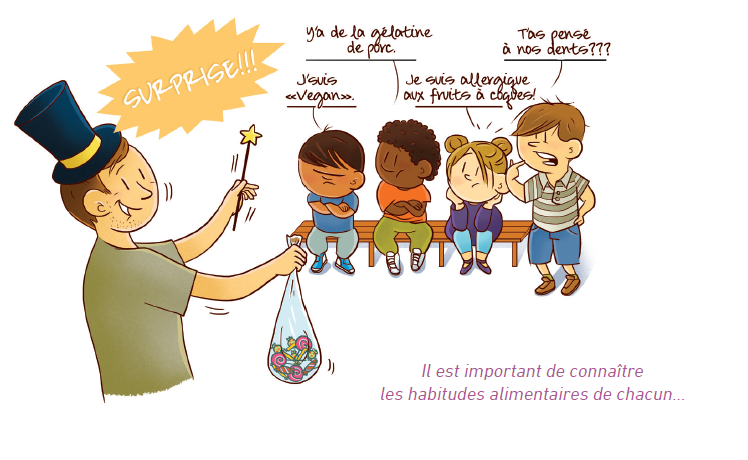 SURPRISE!!!
J'suis
«Vegan».
Y'a de la gélatine
de porc.
Je suis allergique
aux fruits à coques!
T'as pensé
à nos dents???
Il est important de connaître
les habitudes alimentaires de chacun...